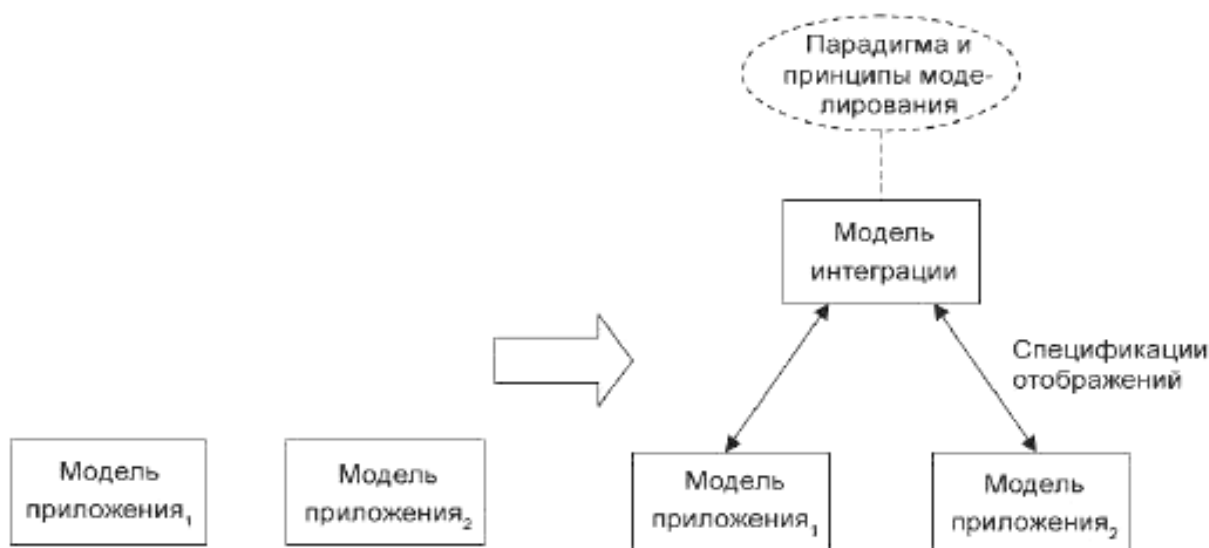 Парадигма и
принципы моде-
лирования
Модель
интеграции
Спецификации
отображений
Модель
приложения₁
Модель
приложения₂
Модель
приложения₁
Модель
приложения₂